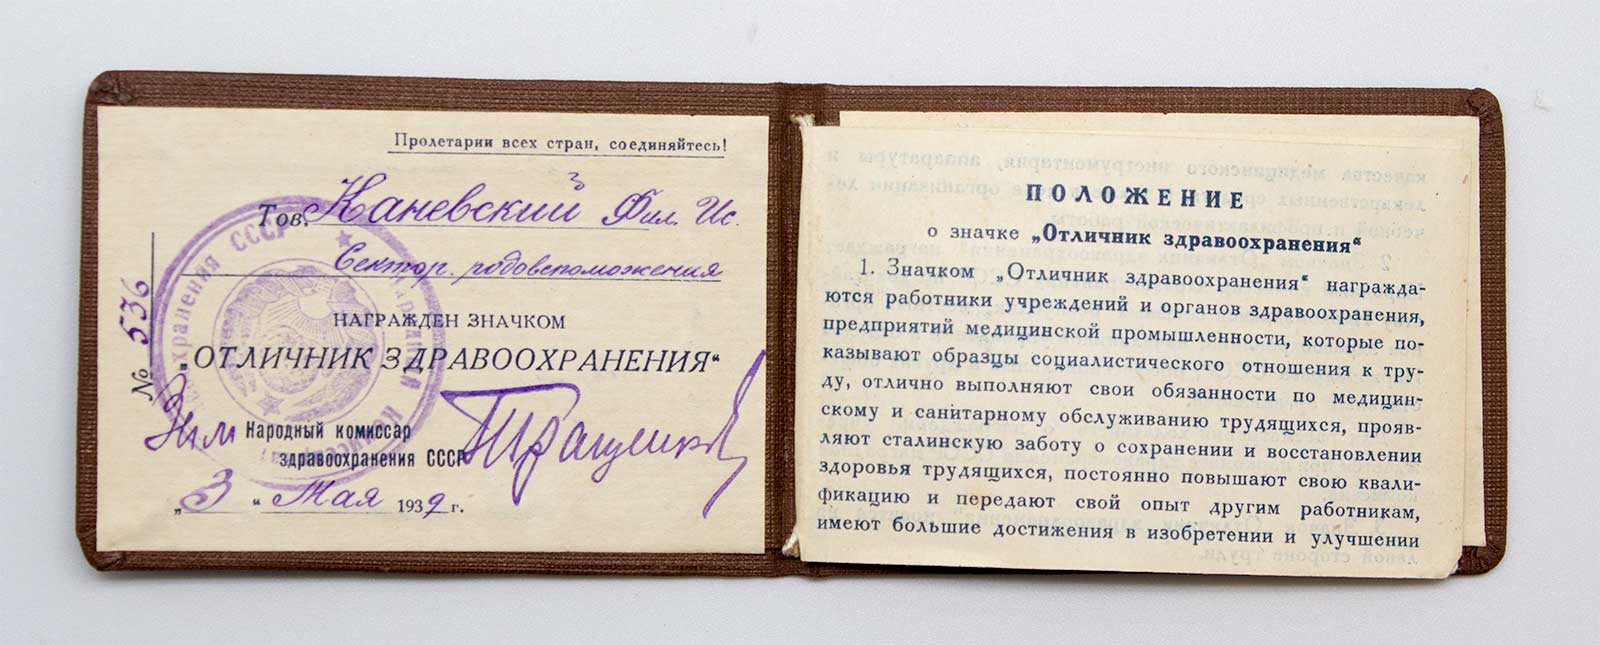 Пролетарии всех стран, соединяйтесь!
Тов. Каневский Фил. Ис.
Сектор. родовспоможения
НАГРАЖДЕН ЗНАЧКОМ
„ОТЛИЧНИК ЗДРАВООХРАНЕНИЯ“
Народный комиссар
здравоохранения СССР
„3“ Мая 1939 г.
№ 536
ПОЛОЖЕНИЕ
о значке „Отличник здравоохранения“
1. Значком „Отличник здравоохранения“ награжда-
ются работники учреждений и органов здравоохранения,
предприятий медицинской промышленности, которые по-
казывают образцы социалистического отношения к тру-
ду, отлично выполняют свои обязанности по медицин-
скому и санитарному обслуживанию трудящихся, прояв-
ляют сталинскую заботу о сохранении и восстановлении
здоровья трудящихся, постоянно повышают свою квали-
фикацию и передают свой опыт другим работникам,
имеют большие достижения в изобретении и улучшении